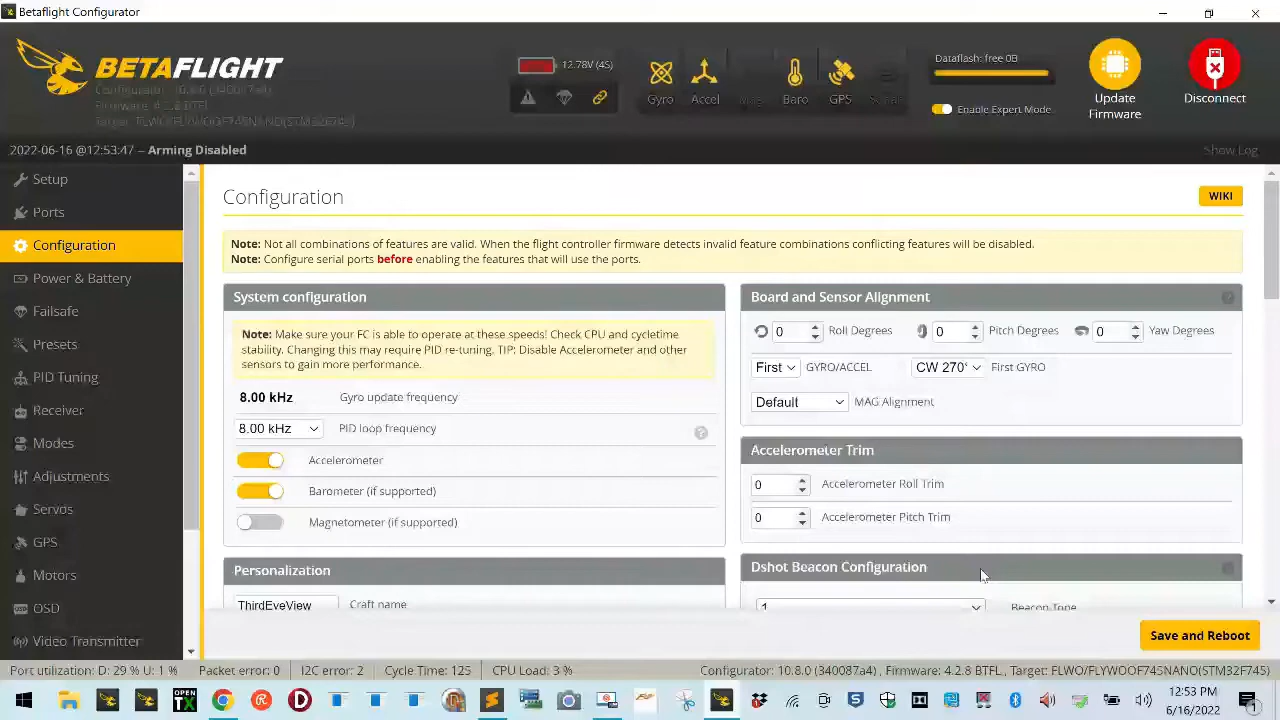 Betaflight Configurator
BETAFLIGHT
12.78V (4S)
Gyro
Accel
Baro
GPS
Dataflash: free 0B
Enable Expert Mode
Update
Firmware
Disconnect
2022-06-16 @12:53:47 -- Arming Disabled
Show Log
Setup
Ports
Configuration
Power & Battery
Failsafe
Presets
PID Tuning
Receiver
Modes
Adjustments
Servos
GPS
Motors
OSD
Video Transmitter
Configuration
WIKI
Note: Not all combinations of features are valid. When the flight controller firmware detects invalid feature combinations conflicting features will be disabled.
Note: Configure serial ports before enabling the features that will use the ports.
System configuration
Note: Make sure your FC is able to operate at these speeds! Check CPU and cycletime
stability. Changing this may require PID re-tuning. TIP: Disable Accelerometer and other
sensors to gain more performance.
8.00 kHz Gyro update frequency
8.00 kHz PID loop frequency
Accelerometer
Barometer (if supported)
Magnetometer (if supported)
Personalization
ThirdEyeView Craft name
Board and Sensor Alignment
0 Roll Degrees 0 Pitch Degrees 0 Yaw Degrees
First GYRO/ACCEL CW 270° First GYRO
Default MAG Alignment
Accelerometer Trim
0 Accelerometer Roll Trim
0 Accelerometer Pitch Trim
Dshot Beacon Configuration
1 Beacon Tone
Save and Reboot
Port utilization: D: 29 % U: 1 % Packet error: 0 I2C error: 2 Cycle Time: 125 CPU Load: 3 % Configurator: 10.8.0 (340087a4), Firmware: 4.2.8 BTFL, Target: FLWO/FLYWOOF745NANO(STM32F745)
OPEN
TX
12:53 PM
6/16/2022